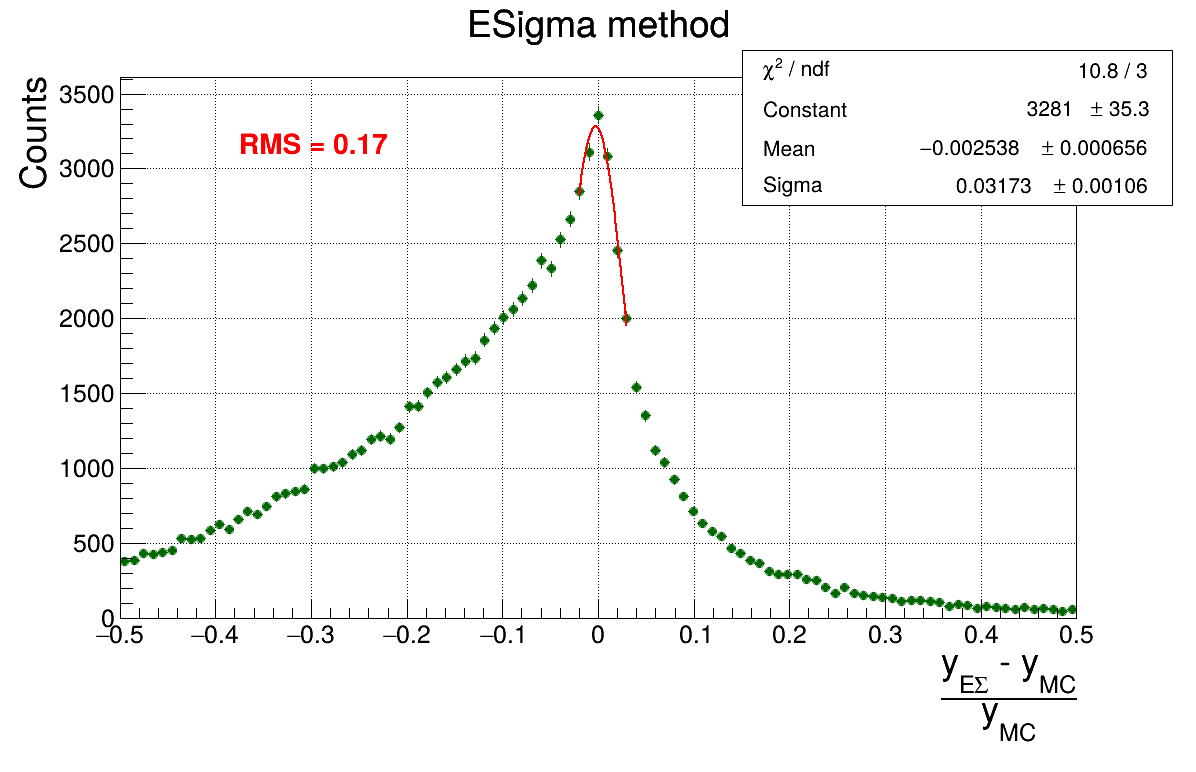 ESigma method
Counts
RMS = 0.17
χ² / ndf 10.8 / 3
Constant 3281 ± 35.3
Mean −0.002538 ± 0.000656
Sigma 0.03173 ± 0.00106
3500
3000
2500
2000
1500
1000
500
0
−0.5 −0.4 −0.3 −0.2 −0.1 0 0.1 0.2 0.3 0.4 0.5
y_EΣ - y_MC
y_MC